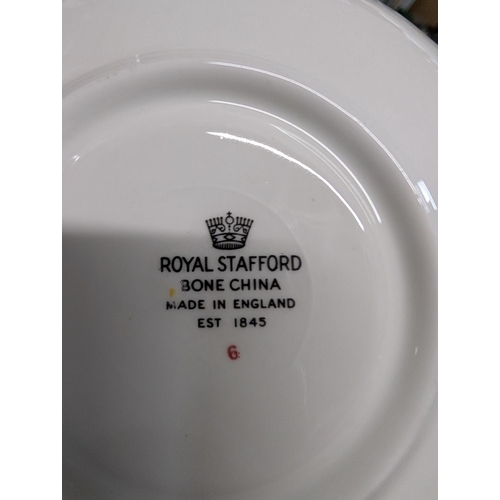 ROYAL STAFFORD
BONE CHINA
MADE IN ENGLAND
EST 1845
6